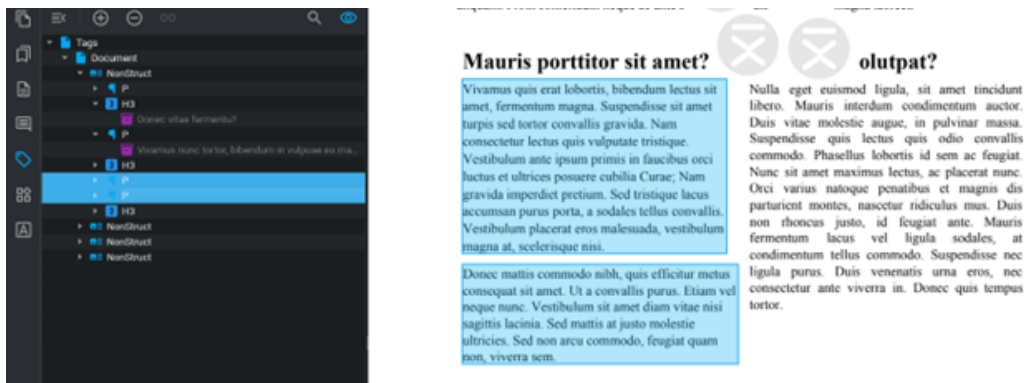 Tags
Document
NonStruct
P
H3
Donec vitae fermentu?
P
Vivamus nunc tortor, bibendum in vulpuae eu ma...
H3
P
P
H3
NonStruct
NonStruct
NonStruct
Mauris porttitor sit amet?
Vivamus quis erat lobortis, bibendum lectus sit
amet, fermentum magna. Suspendisse sit amet
turpis sed tortor convallis gravida. Nam
consectetur lectus quis vulputate tristique.
Vestibulum ante ipsum primis in faucibus orci
luctus et ultrices posuere cubilia Curae; Nam
gravida imperdiet pretium. Sed tristique lacus
accumsan purus porta, a sodales tellus convallis.
Vestibulum placerat eros malesuada, vestibulum
magna at, scelerisque nisi.
Donec mattis commodo nibh, quis efficitur metus
consequat sit amet. Ut a convallis purus. Etiam vel
neque nunc. Vestibulum sit amet diam vitae nisi
sagittis lacinia. Sed mattis at justo molestie
ultricies. Sed non arcu commodo, feugiat quam
non, viverra sem.
olutpat?
Nulla eget euismod ligula, sit amet tincidunt
libero. Mauris interdum condimentum auctor.
Duis vitae molestie augue, in pulvinar massa.
Suspendisse quis lectus quis odio convallis
commodo. Phasellus lobortis id sem ac feugiat.
Nunc sit amet maximus lectus, ac placerat nunc.
Orci varius natoque penatibus et magnis dis
parturient montes, nascetur ridiculus mus. Duis
non rhoncus justo, id feugiat ante. Mauris
fermentum lacus vel ligula sodales, at
condimentum tellus commodo. Suspendisse nec
ligula purus. Duis venenatis urna eros, nec
consectetur ante viverra in. Donec quis tempus
tortor.